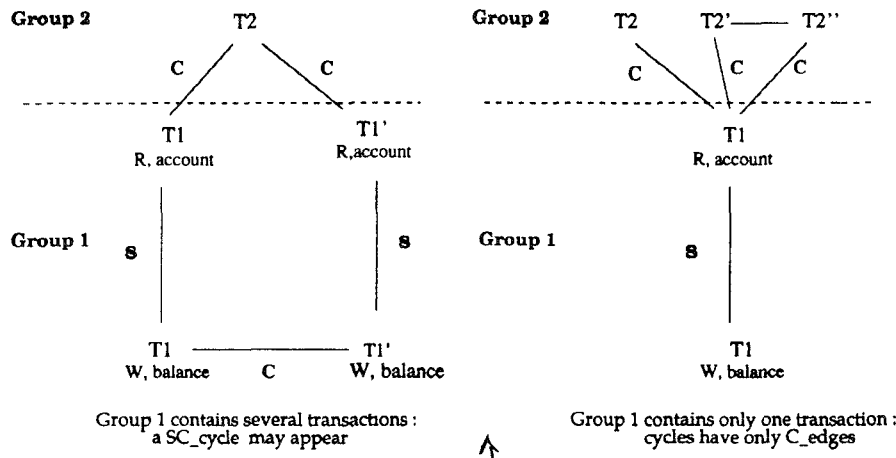 Group 2 T2 Group 2 T2 T2' T2''
C C C C C
T1 T1' T1
R, account R,account R, account
Group 1 S S Group 1 S
T1 C T1' T1
W, balance W, balance W, balance
Group 1 contains several transactions : Group 1 contains only one transaction :
a SC_cycle may appear cycles have only C_edges